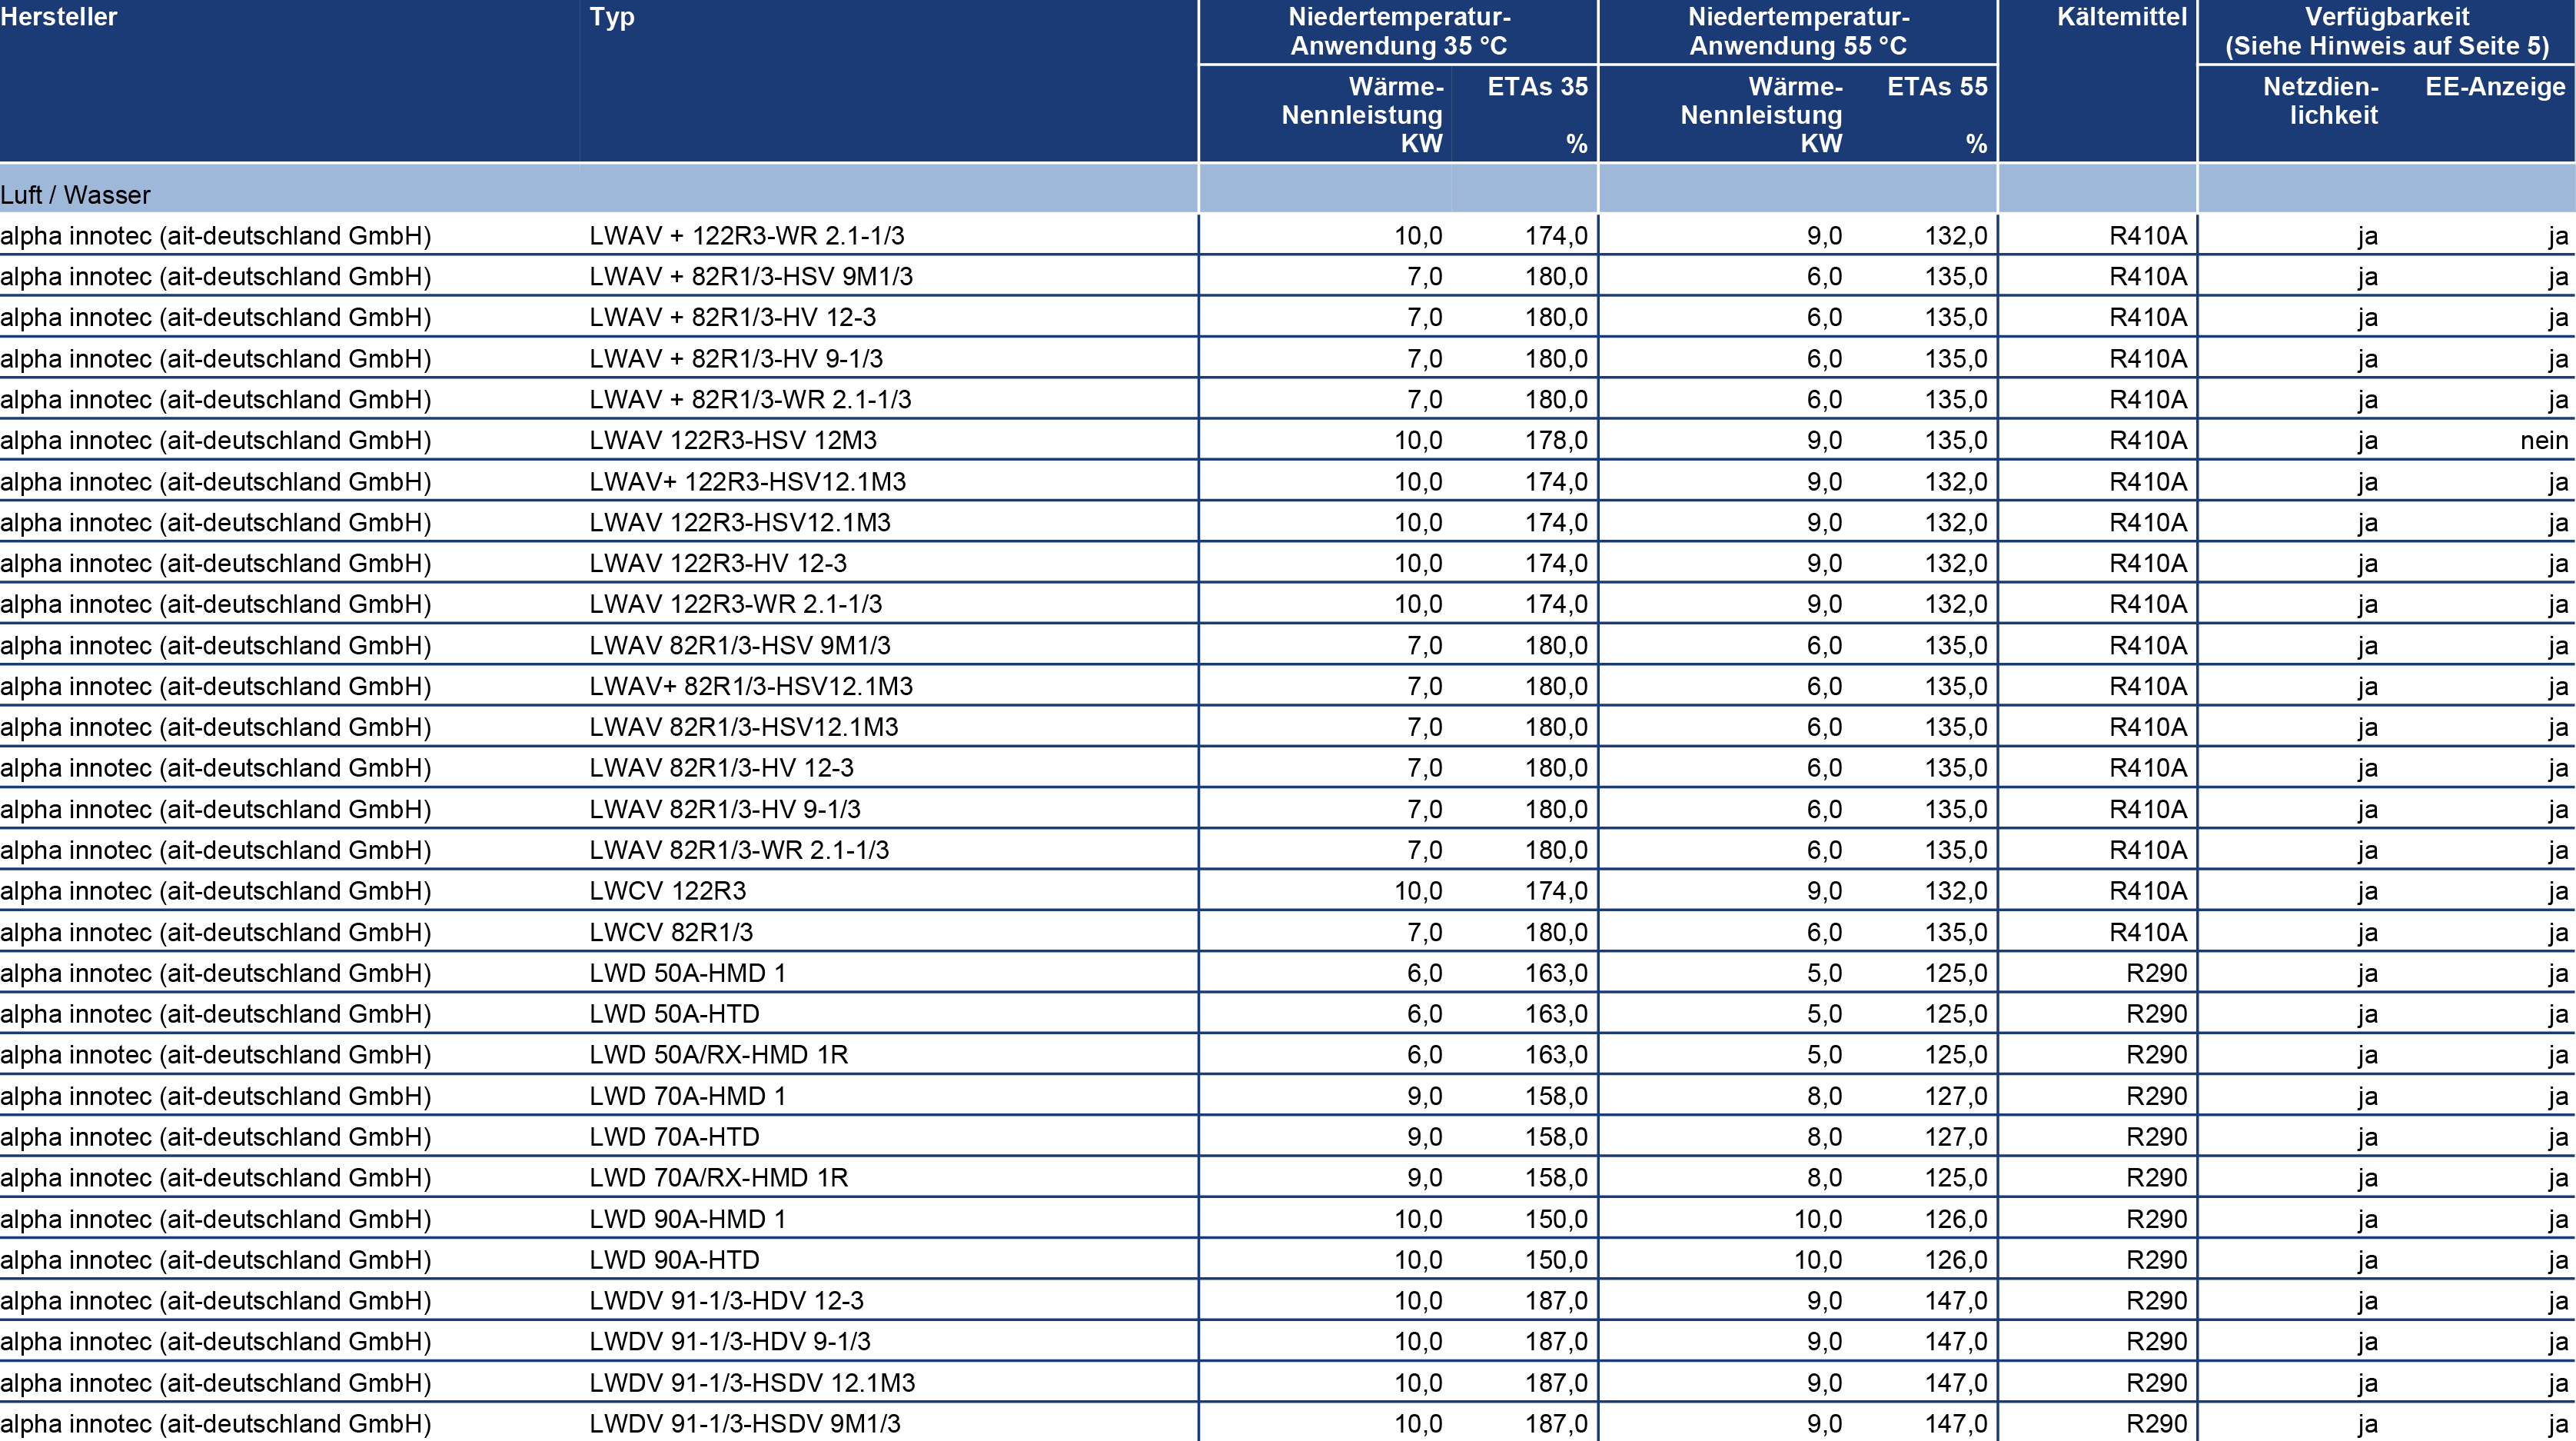 Hersteller Typ Niedertemperatur- Niedertemperatur- Kältemittel Verfügbarkeit
Anwendung 35 °C Anwendung 55 °C (Siehe Hinweis auf Seite 5)
Wärme- ETAs 35 Wärme- ETAs 55 Netzdien- EE-Anzeige
Nennleistung Nennleistung lichkeit
KW % KW %
Luft / Wasser
alpha innotec (ait-deutschland GmbH) LWAV + 122R3-WR 2.1-1/3 10,0 174,0 9,0 132,0 R410A ja ja
alpha innotec (ait-deutschland GmbH) LWAV + 82R1/3-HSV 9M1/3 7,0 180,0 6,0 135,0 R410A ja ja
alpha innotec (ait-deutschland GmbH) LWAV + 82R1/3-HV 12-3 7,0 180,0 6,0 135,0 R410A ja ja
alpha innotec (ait-deutschland GmbH) LWAV + 82R1/3-HV 9-1/3 7,0 180,0 6,0 135,0 R410A ja ja
alpha innotec (ait-deutschland GmbH) LWAV + 82R1/3-WR 2.1-1/3 7,0 180,0 6,0 135,0 R410A ja ja
alpha innotec (ait-deutschland GmbH) LWAV 122R3-HSV 12M3 10,0 178,0 9,0 135,0 R410A ja nein
alpha innotec (ait-deutschland GmbH) LWAV+ 122R3-HSV12.1M3 10,0 174,0 9,0 132,0 R410A ja ja
alpha innotec (ait-deutschland GmbH) LWAV 122R3-HSV12.1M3 10,0 174,0 9,0 132,0 R410A ja ja
alpha innotec (ait-deutschland GmbH) LWAV 122R3-HV 12-3 10,0 174,0 9,0 132,0 R410A ja ja
alpha innotec (ait-deutschland GmbH) LWAV 122R3-WR 2.1-1/3 10,0 174,0 9,0 132,0 R410A ja ja
alpha innotec (ait-deutschland GmbH) LWAV 82R1/3-HSV 9M1/3 7,0 180,0 6,0 135,0 R410A ja ja
alpha innotec (ait-deutschland GmbH) LWAV+ 82R1/3-HSV12.1M3 7,0 180,0 6,0 135,0 R410A ja ja
alpha innotec (ait-deutschland GmbH) LWAV 82R1/3-HSV12.1M3 7,0 180,0 6,0 135,0 R410A ja ja
alpha innotec (ait-deutschland GmbH) LWAV 82R1/3-HV 12-3 7,0 180,0 6,0 135,0 R410A ja ja
alpha innotec (ait-deutschland GmbH) LWAV 82R1/3-HV 9-1/3 7,0 180,0 6,0 135,0 R410A ja ja
alpha innotec (ait-deutschland GmbH) LWAV 82R1/3-WR 2.1-1/3 7,0 180,0 6,0 135,0 R410A ja ja
alpha innotec (ait-deutschland GmbH) LWCV 122R3 10,0 174,0 9,0 132,0 R410A ja ja
alpha innotec (ait-deutschland GmbH) LWCV 82R1/3 7,0 180,0 6,0 135,0 R410A ja ja
alpha innotec (ait-deutschland GmbH) LWD 50A-HMD 1 6,0 163,0 5,0 125,0 R290 ja ja
alpha innotec (ait-deutschland GmbH) LWD 50A-HTD 6,0 163,0 5,0 125,0 R290 ja ja
alpha innotec (ait-deutschland GmbH) LWD 50A/RX-HMD 1R 6,0 163,0 5,0 125,0 R290 ja ja
alpha innotec (ait-deutschland GmbH) LWD 70A-HMD 1 9,0 158,0 8,0 127,0 R290 ja ja
alpha innotec (ait-deutschland GmbH) LWD 70A-HTD 9,0 158,0 8,0 127,0 R290 ja ja
alpha innotec (ait-deutschland GmbH) LWD 70A/RX-HMD 1R 9,0 158,0 8,0 125,0 R290 ja ja
alpha innotec (ait-deutschland GmbH) LWD 90A-HMD 1 10,0 150,0 10,0 126,0 R290 ja ja
alpha innotec (ait-deutschland GmbH) LWD 90A-HTD 10,0 150,0 10,0 126,0 R290 ja ja
alpha innotec (ait-deutschland GmbH) LWDV 91-1/3-HDV 12-3 10,0 187,0 9,0 147,0 R290 ja ja
alpha innotec (ait-deutschland GmbH) LWDV 91-1/3-HDV 9-1/3 10,0 187,0 9,0 147,0 R290 ja ja
alpha innotec (ait-deutschland GmbH) LWDV 91-1/3-HSDV 12.1M3 10,0 187,0 9,0 147,0 R290 ja ja
alpha innotec (ait-deutschland GmbH) LWDV 91-1/3-HSDV 9M1/3 10,0 187,0 9,0 147,0 R290 ja ja